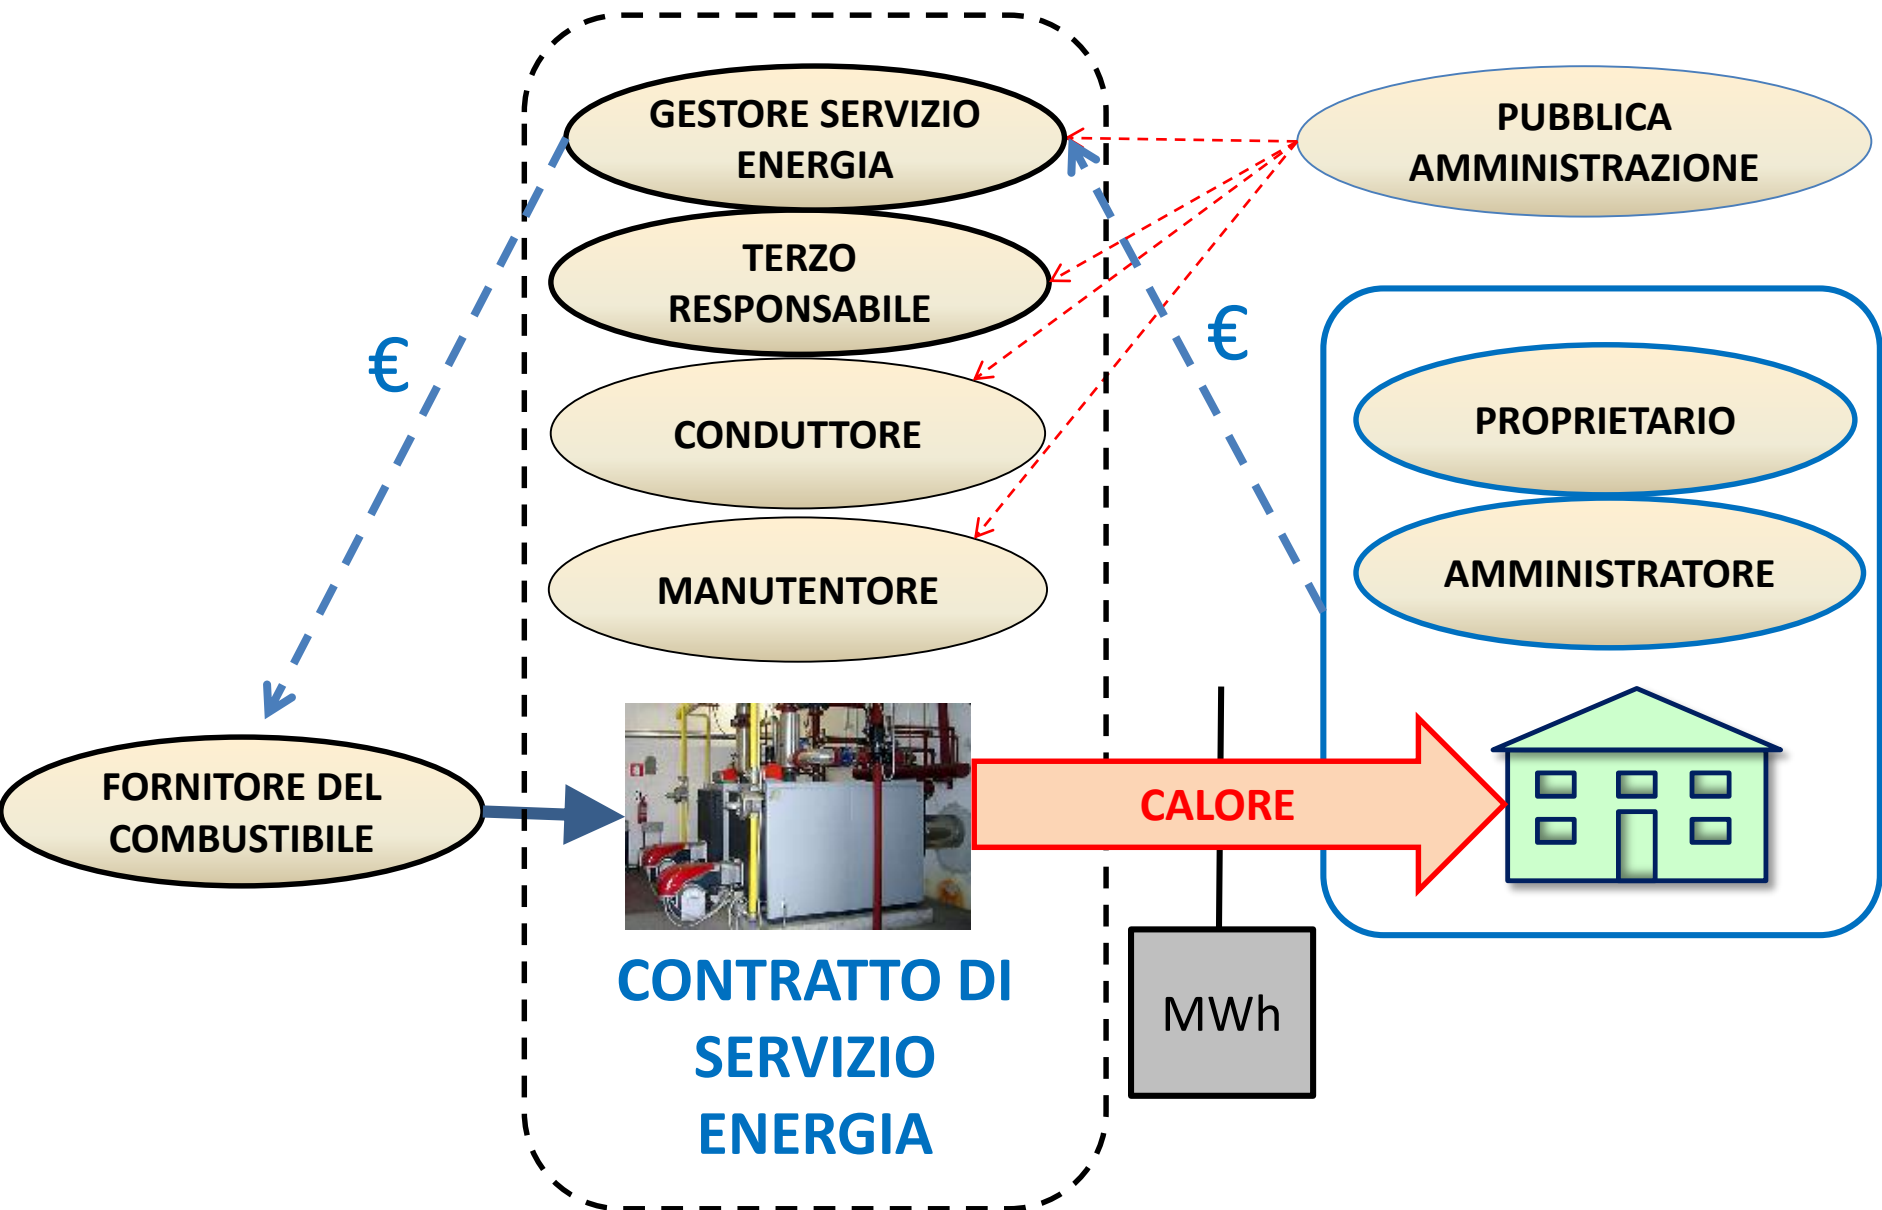 GESTORE SERVIZIO
ENERGIA
PUBBLICA
AMMINISTRAZIONE
TERZO
RESPONSABILE
€
€
CONDUTTORE
PROPRIETARIO
MANUTENTORE
AMMINISTRATORE
FORNITORE DEL
COMBUSTIBILE
CALORE
CONTRATTO DI
SERVIZIO
ENERGIA
MWh